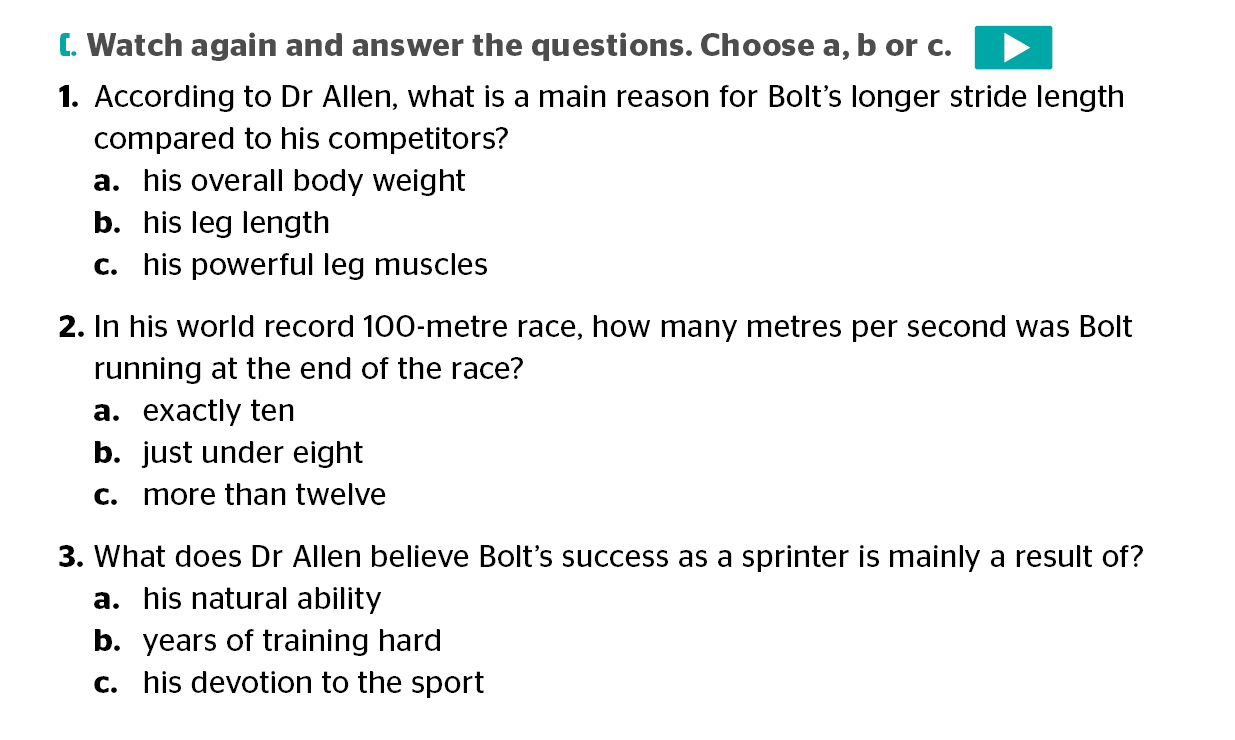 C. Watch again and answer the questions. Choose a, b or c.
1. According to Dr Allen, what is a main reason for Bolt’s longer stride length
compared to his competitors?
a. his overall body weight
b. his leg length
c. his powerful leg muscles
2. In his world record 100-metre race, how many metres per second was Bolt
running at the end of the race?
a. exactly ten
b. just under eight
c. more than twelve
3. What does Dr Allen believe Bolt’s success as a sprinter is mainly a result of?
a. his natural ability
b. years of training hard
c. his devotion to the sport